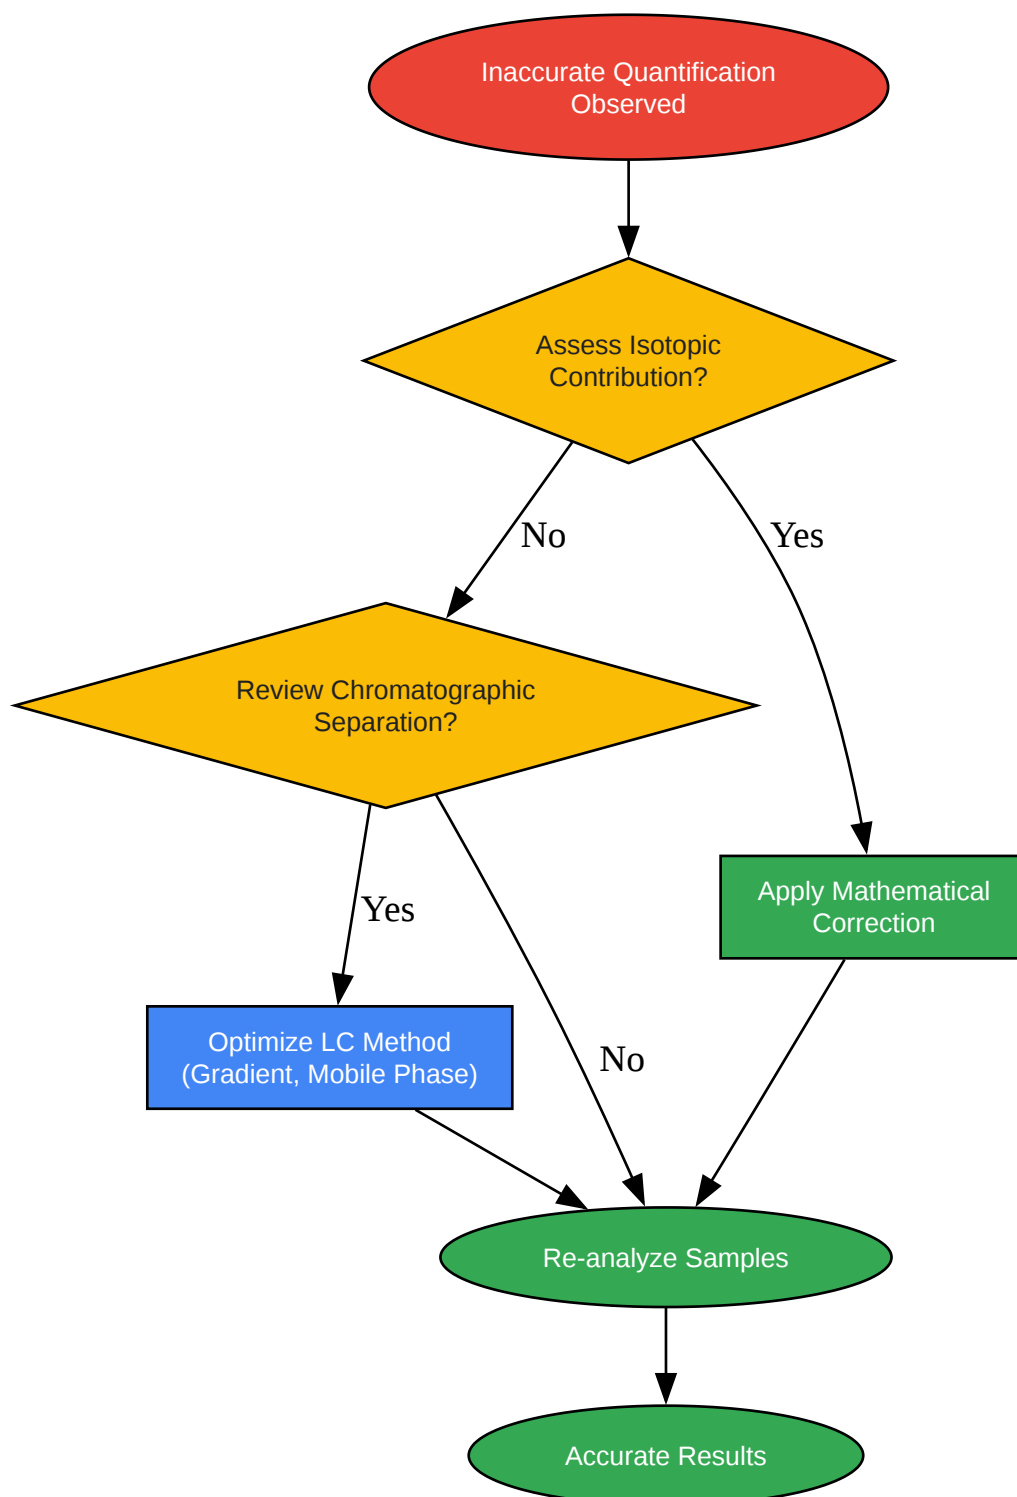 Inaccurate Quantification
Observed
Assess Isotopic
Contribution?
No
Yes
Review Chromatographic
Separation?
Yes
Apply Mathematical
Correction
Optimize LC Method
(Gradient, Mobile Phase)
No
Re-analyze Samples
Accurate Results